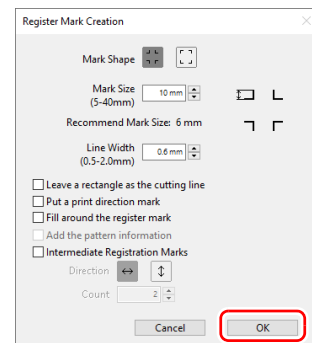 Register Mark Creation
Mark Shape
Mark Size
(5-40mm)
10 mm
Recommend Mark Size: 6 mm
Line Width
(0.5-2.0mm)
0.6 mm
Leave a rectangle as the cutting line
Put a print direction mark
Fill around the register mark
Add the pattern information
Intermediate Registration Marks
Direction
Count
2
Cancel
OK